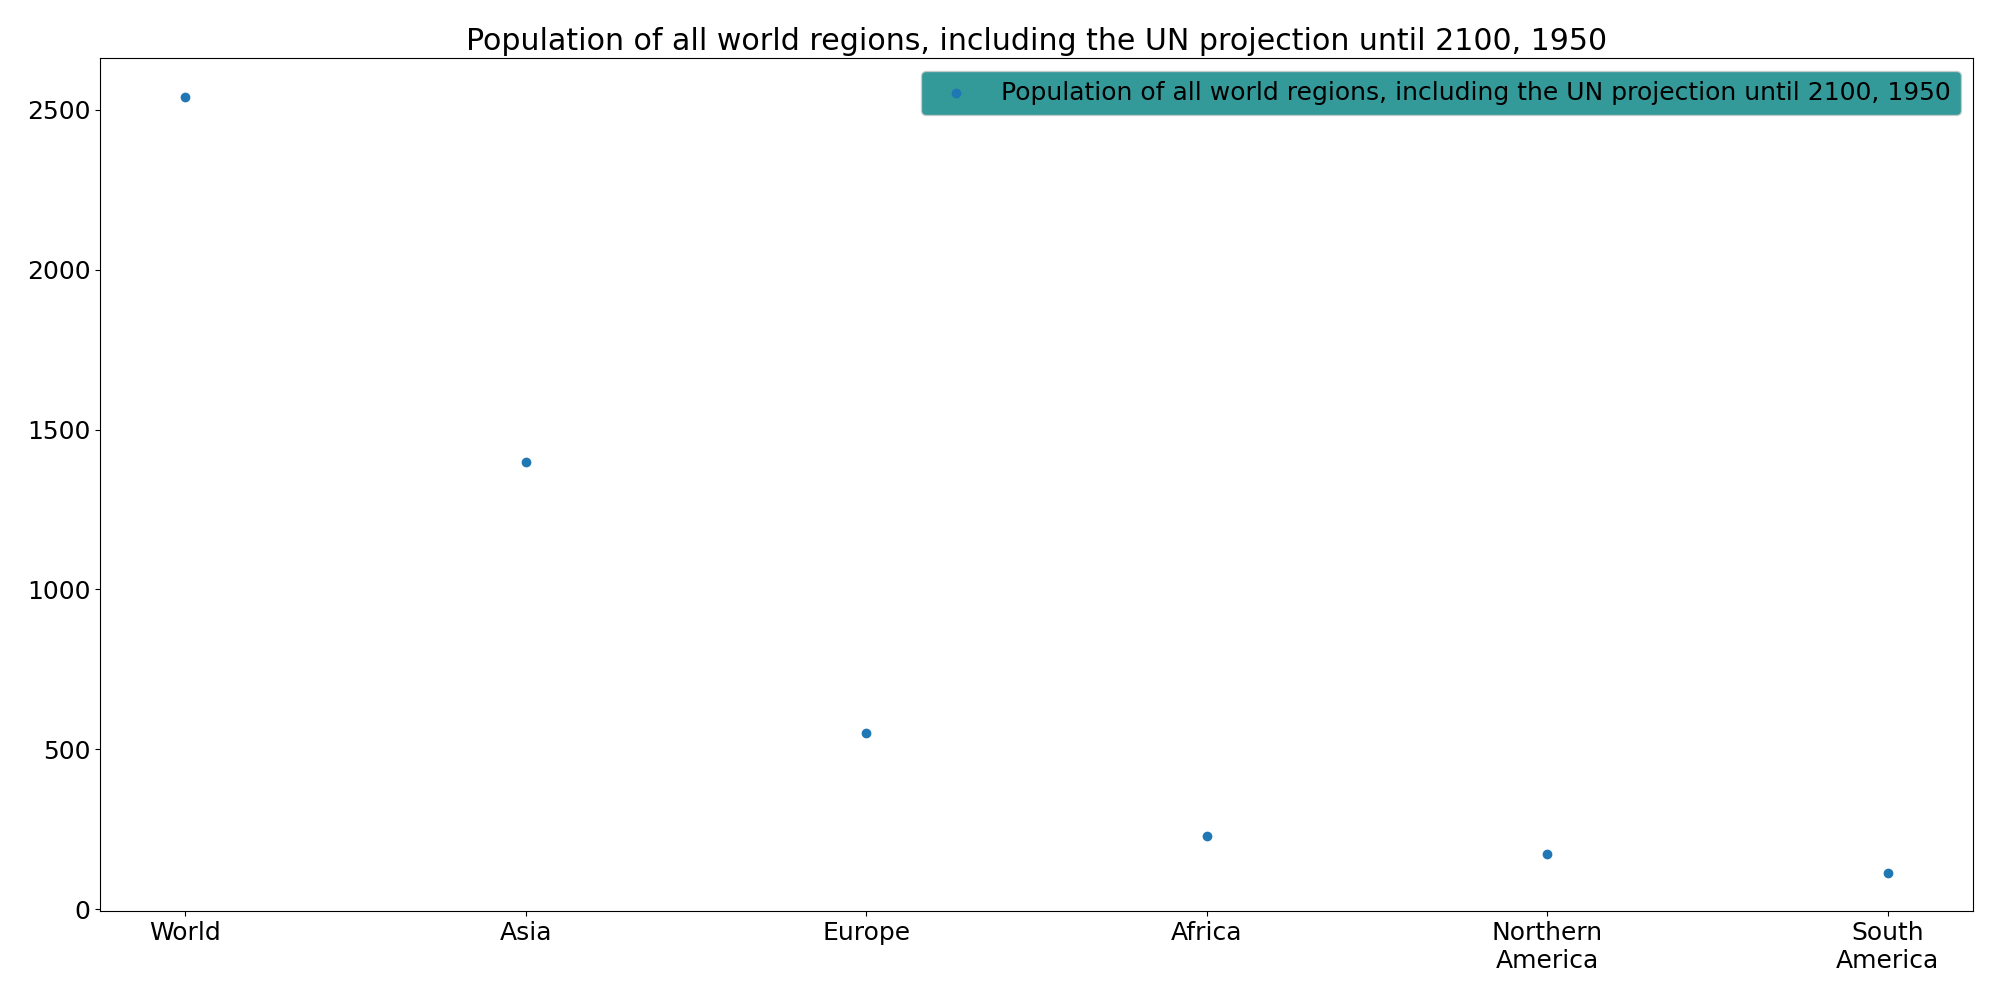 Population of all world regions, including the UN projection until 2100, 1950
Population of all world regions, including the UN projection until 2100, 1950
2500
2000
1500
1000
500
0
World
Asia
Europe
Africa
Northern
America
South
America